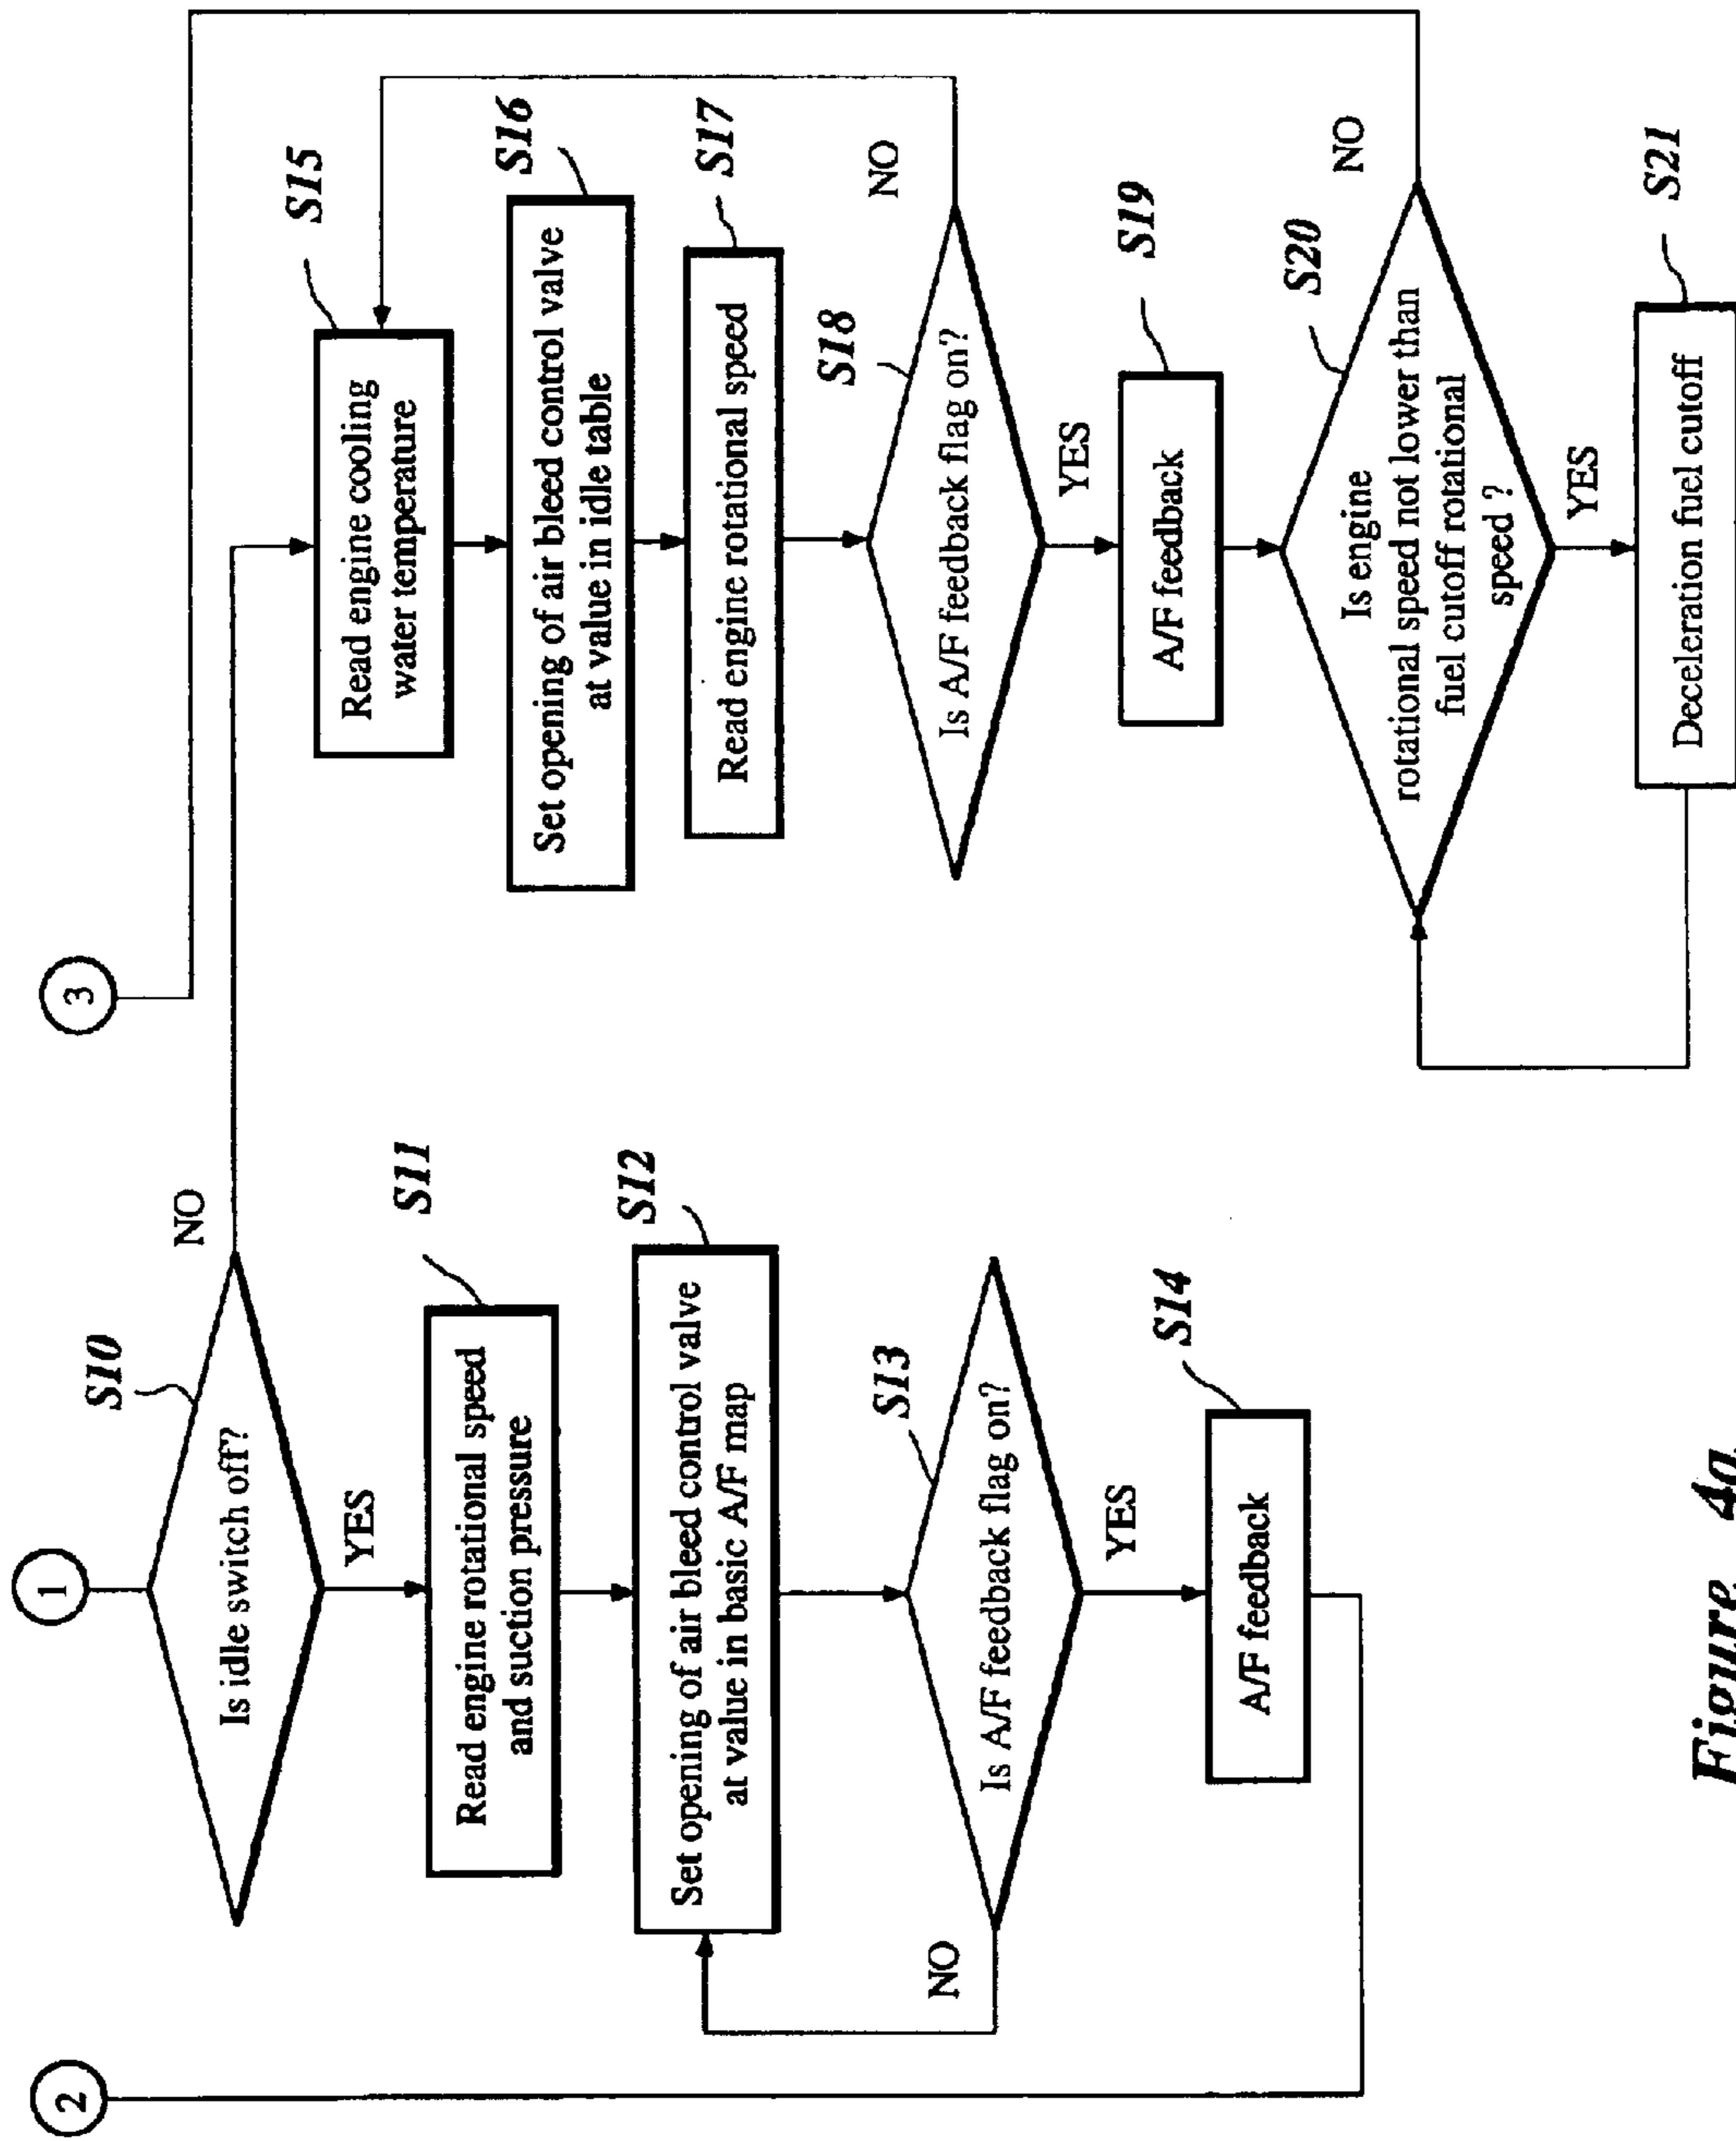 1
2
3
S10
Is idle switch off?
NO
YES
S11
Read engine rotational speed
and suction pressure
S12
Set opening of air bleed control valve
at value in basic A/F map
S13
Is A/F feedback flag on?
NO
YES
S14
A/F feedback
S15
Read engine cooling
water temperature
S16
Set opening of air bleed control valve
at value in idle table
S17
Read engine rotational speed
S18
Is A/F feedback flag on?
NO
YES
S19
A/F feedback
S20
Is engine
rotational speed not lower than
fuel cutoff rotational
speed ?
NO
YES
S21
Deceleration fuel cutoff
Figure 4a